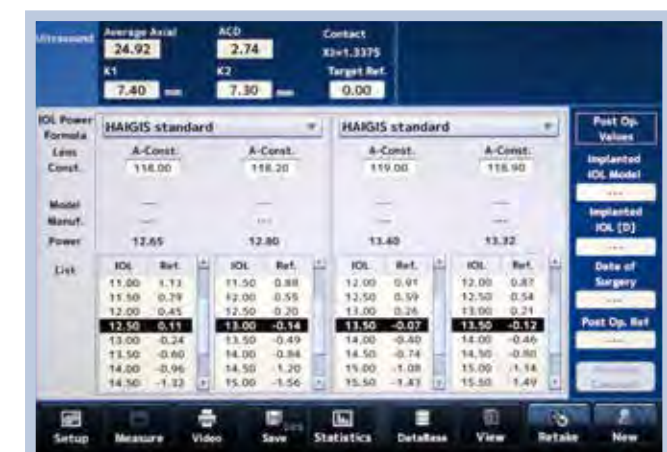 Ultrasound Average Axial ACD Contact
24.92 2.74 X3=1.3375
K1 K2 Target Ref.
7.40 mm 7.30 mm 0.00
IOL Power Formula HAIGIS standard HAIGIS standard Post Op. Values
Lens Const. A-Const. A-Const. A-Const. A-Const. Implanted IOL Model
118.00 118.20 119.00 118.90 ---
Model --- --- --- --- Implanted IOL [D]
Manuf. --- --- --- --- ---
Power 12.65 12.80 13.40 13.32 Date of Surgery
List IOL Ref. IOL Ref. IOL Ref. IOL Ref. ---
11.00 1.13 11.50 0.88 12.00 0.91 12.00 0.87 Post Op. Ref
11.50 0.79 12.00 0.55 12.50 0.59 12.50 0.54 ---
12.00 0.45 12.50 0.20 13.00 0.26 13.00 0.21
12.50 0.11 13.00 -0.14 13.50 -0.07 13.50 -0.12
13.00 -0.24 13.50 -0.49 14.00 -0.40 14.00 -0.46
13.50 -0.60 14.00 -0.84 14.50 -0.74 14.50 -0.80
14.00 -0.96 14.50 -1.20 15.00 -1.08 15.00 -1.14
14.50 -1.32 15.00 -1.56 15.50 -1.43 15.50 -1.49
Setup Measure Video Save Statistics DataBase View Retake New